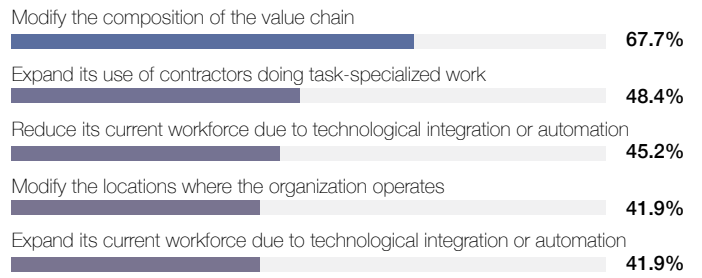 Modify the composition of the value chain
67.7%
Expand its use of contractors doing task-specialized work
48.4%
Reduce its current workforce due to technological integration or automation
45.2%
Modify the locations where the organization operates
41.9%
Expand its current workforce due to technological integration or automation
41.9%